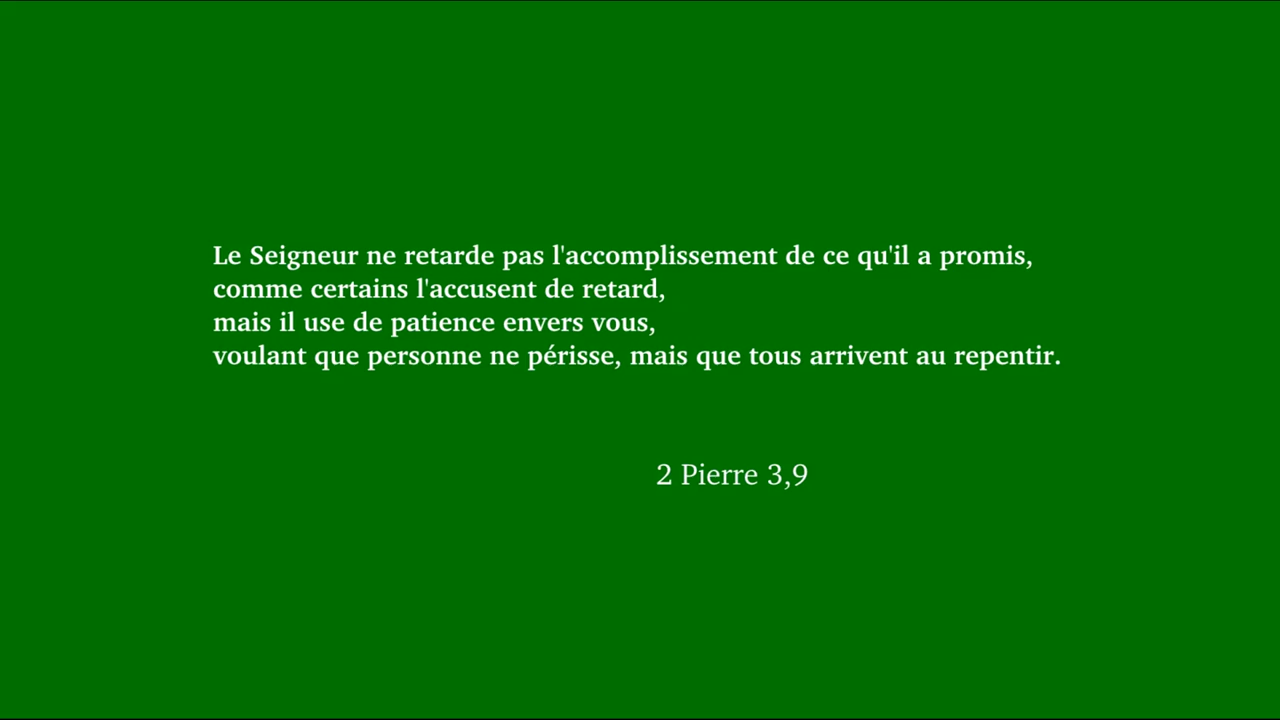 Le Seigneur ne retarde pas l'accomplissement de ce qu'il a promis,
comme certains l'accusent de retard,
mais il use de patience envers vous,
voulant que personne ne périsse, mais que tous arrivent au repentir.
2 Pierre 3,9